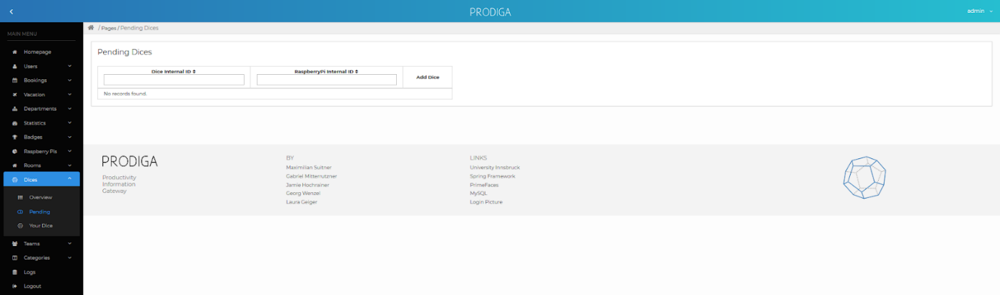 PRODIGA
admin
MAIN MENU
Homepage
Users
Bookings
Vacation
Departments
Statistics
Badges
Raspberry Pis
Rooms
Dices
Overview
Pending
Your Dice
Teams
Categories
Logs
Logout
/ Pages / Pending Dices
Pending Dices
Dice Internal ID
RaspberryPi Internal ID
Add Dice
No records found.
PRODIGA
Productivity
Information
Gateway
BY
Maximilian Suitner
Gabriel Mitterrutzner
Jamie Hochrainer
Georg Wenzel
Laura Geiger
LINKS
University Innsbruck
Spring Framework
PrimeFaces
MySQL
Login Picture